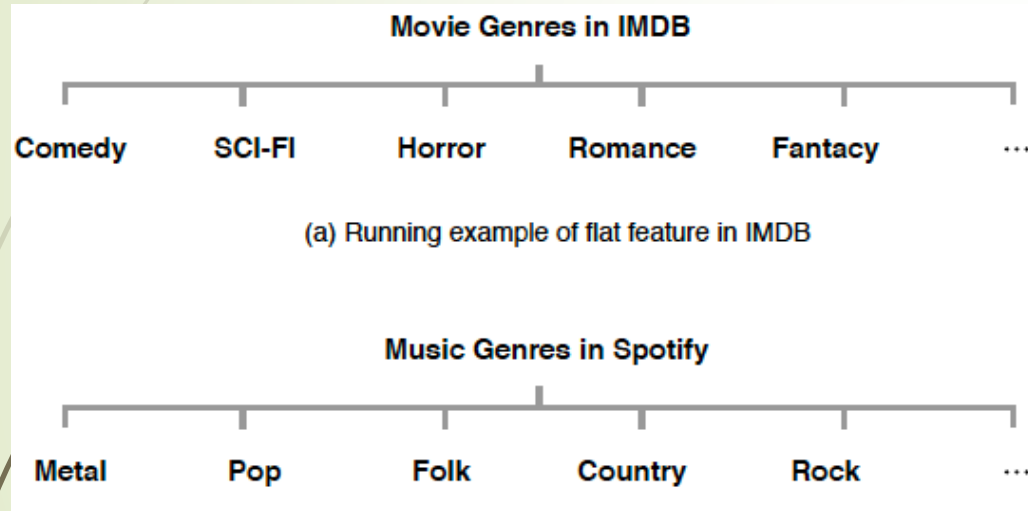 Movie Genres in IMDB
Comedy SCI-FI Horror Romance Fantacy ...
(a) Running example of flat feature in IMDB
Music Genres in Spotify
Metal Pop Folk Country Rock ...